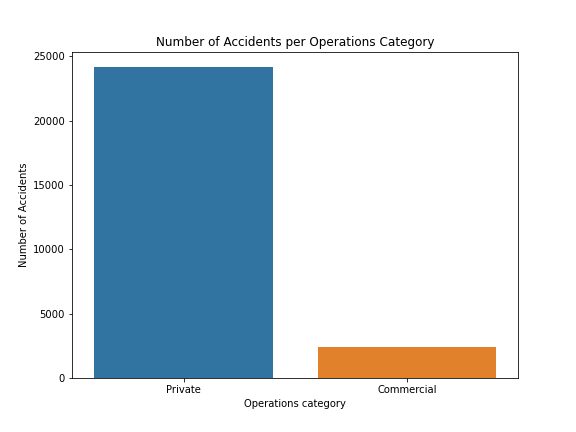 Number of Accidents per Operations Category
25000
20000
15000
10000
5000
0
Number of Accidents
Private Commercial
Operations category